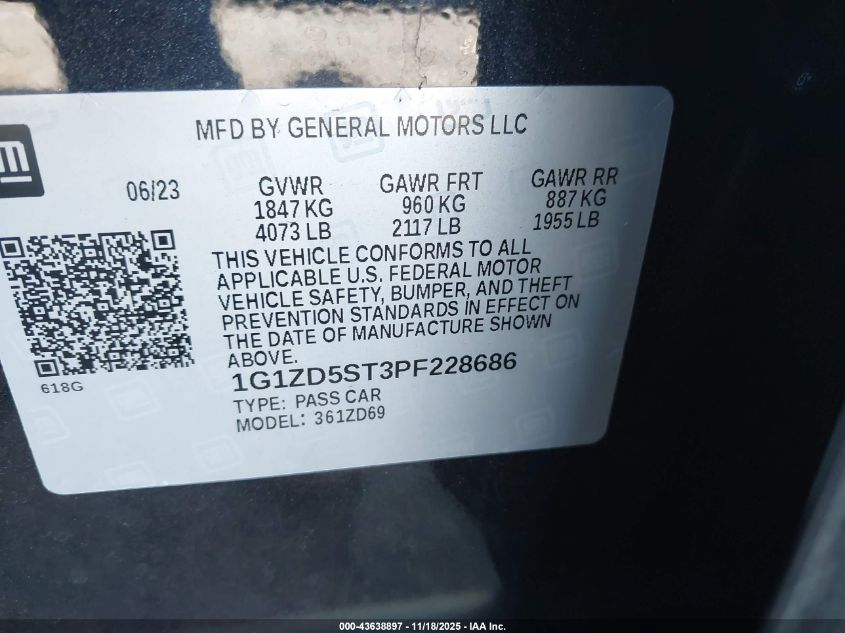 MFD BY GENERAL MOTORS LLC
06/23
GVWR
1847 KG
4073 LB
GAWR FRT
960 KG
2117 LB
GAWR RR
887 KG
1955 LB
THIS VEHICLE CONFORMS TO ALL
APPLICABLE U.S. FEDERAL MOTOR
VEHICLE SAFETY, BUMPER, AND THEFT
PREVENTION STANDARDS IN EFFECT ON
THE DATE OF MANUFACTURE SHOWN
ABOVE.
618G
1G1ZD5ST3PF228686
TYPE: PASS CAR
MODEL: 361ZD69
000-43638897 - 11/18/2025 - IAA Inc.